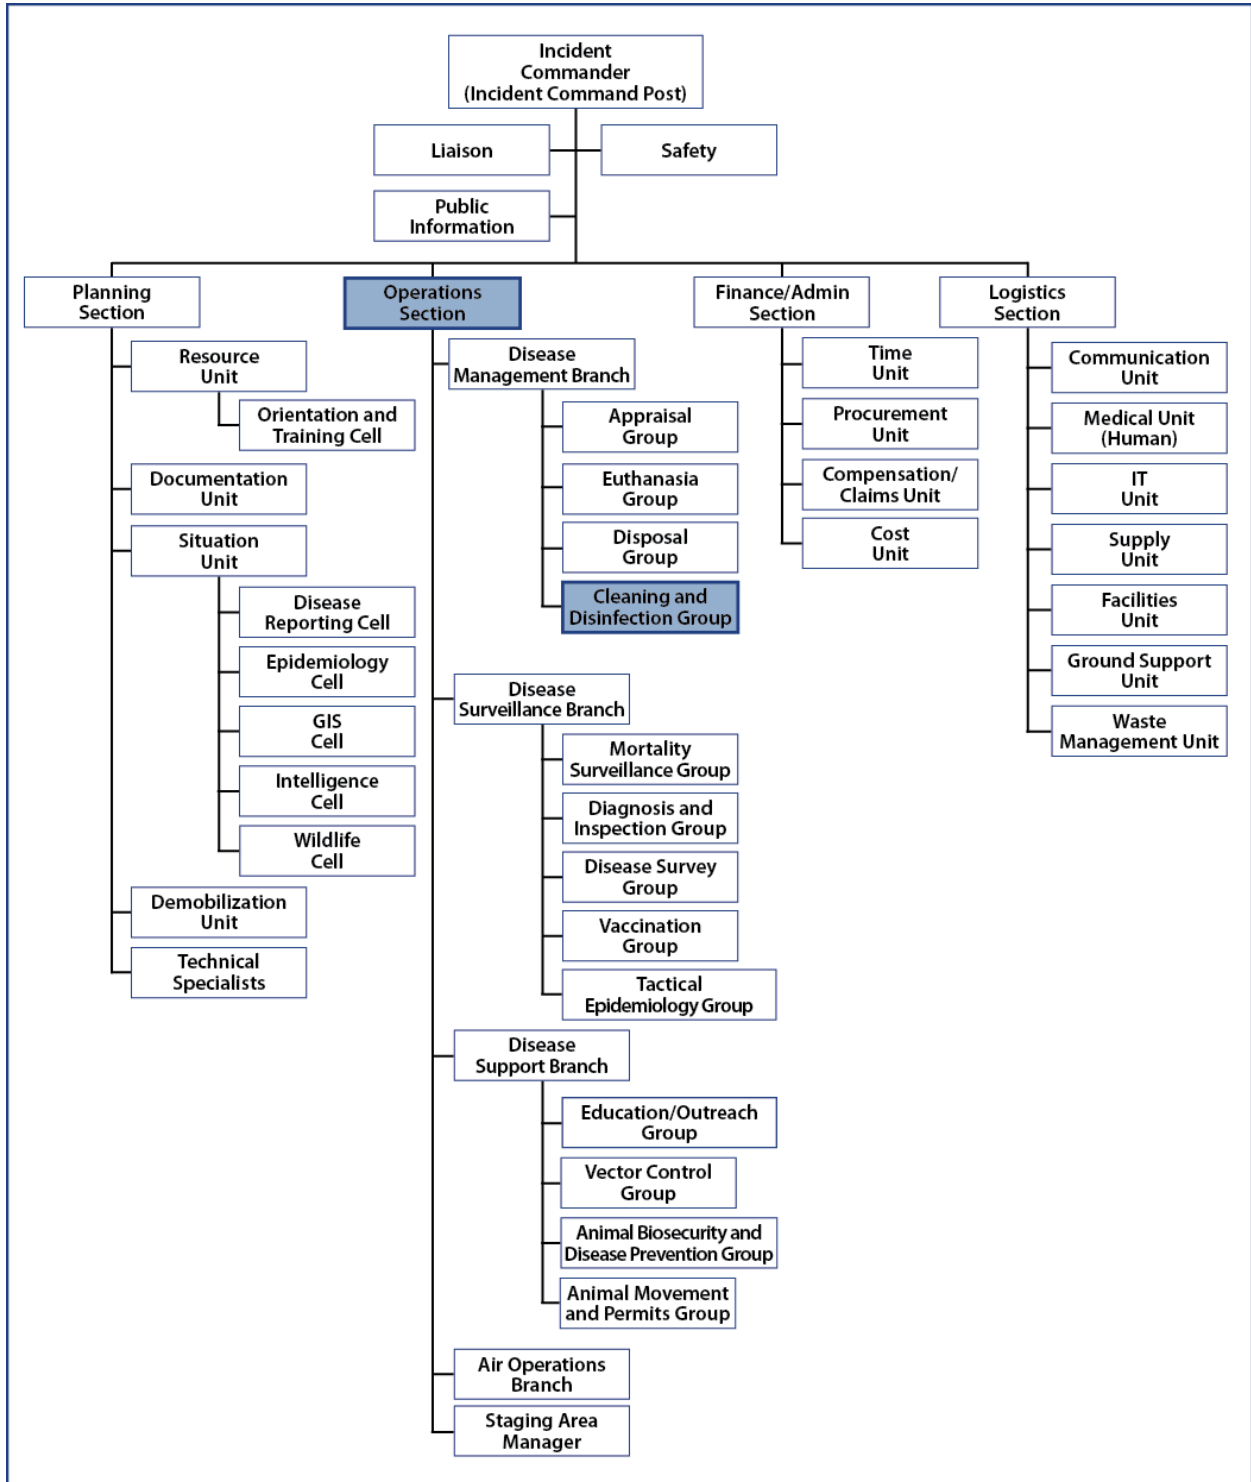 Incident
Commander
(Incident Command Post)
Liaison
Safety
Public
Information
Planning
Section
Operations
Section
Finance/Admin
Section
Logistics
Section
Resource
Unit
Orientation and
Training Cell
Documentation
Unit
Situation
Unit
Disease
Reporting Cell
Epidemiology
Cell
GIS
Cell
Intelligence
Cell
Wildlife
Cell
Demobilization
Unit
Technical
Specialists
Disease
Management Branch
Appraisal
Group
Euthanasia
Group
Disposal
Group
Cleaning and
Disinfection Group
Disease
Surveillance Branch
Mortality
Surveillance Group
Diagnosis and
Inspection Group
Disease Survey
Group
Vaccination
Group
Tactical
Epidemiology Group
Disease
Support Branch
Education/Outreach
Group
Vector Control
Group
Animal Biosecurity and
Disease Prevention Group
Animal Movement
and Permits Group
Air Operations
Branch
Staging Area
Manager
Time
Unit
Procurement
Unit
Compensation/
Claims Unit
Cost
Unit
Communication
Unit
Medical Unit
(Human)
IT
Unit
Supply
Unit
Facilities
Unit
Ground Support
Unit
Waste
Management Unit